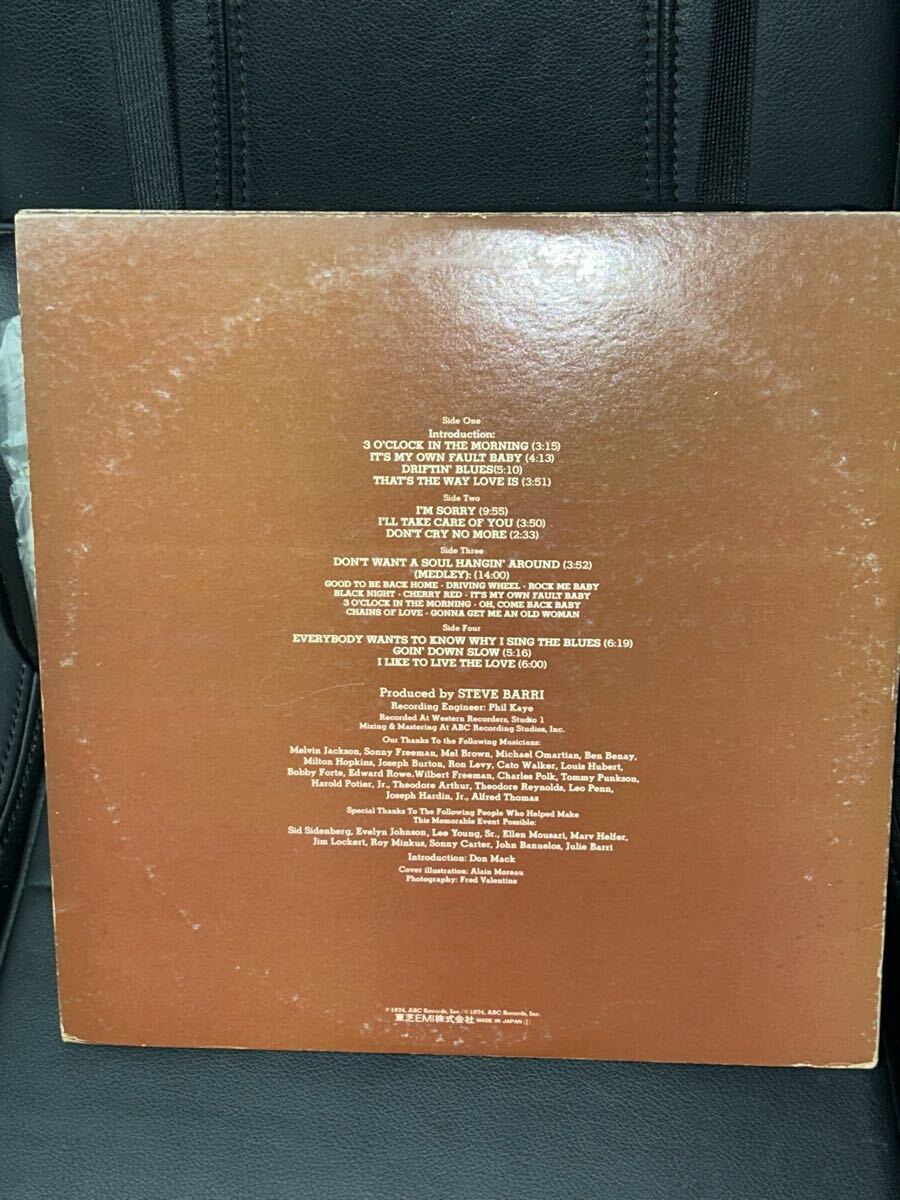 Side One
Introduction:
3 O'CLOCK IN THE MORNING (3:15)
IT'S MY OWN FAULT BABY (4:13)
DRIFTIN' BLUES(5:10)
THAT'S THE WAY LOVE IS (3:51)
Side Two
I'M SORRY (9:55)
I'LL TAKE CARE OF YOU (3:50)
DON'T CRY NO MORE (2:33)
Side Three
DON'T WANT A SOUL HANGIN' AROUND (3:52)
(MEDLEY): (14:00)
GOOD TO BE BACK HOME · DRIVING WHEEL · ROCK ME BABY
BLACK NIGHT · CHERRY RED · IT'S MY OWN FAULT BABY
3 O'CLOCK IN THE MORNING · OH, COME BACK BABY
CHAINS OF LOVE · GONNA GET ME AN OLD WOMAN
Side Four
EVERYBODY WANTS TO KNOW WHY I SING THE BLUES (6:19)
GOIN' DOWN SLOW (5:16)
I LIKE TO LIVE THE LOVE (6:00)
Produced by STEVE BARRI
Recording Engineer: Phil Kaye
Recorded At Western Recorders, Studio 1
Mixing & Mastering At ABC Recording Studios, Inc.
Our Thanks To the Following Musicians:
Melvin Jackson, Sonny Freeman, Mel Brown, Michael Omartian, Ben Benay,
Milton Hopkins, Joseph Burton, Ron Levy, Cato Walker, Louis Hubert,
Bobby Forte, Edward Rowe,Wilbert Freeman, Charles Polk, Tommy Punkson,
Harold Potier, Jr., Theodore Arthur, Theodore Reynolds, Leo Penn,
Joseph Hardin, Jr., Alfred Thomas
Special Thanks To The Following People Who Helped Make
This Memorable Event Possible:
Sid Sidenberg, Evelyn Johnson, Lee Young, Sr., Ellen Mousari, Marv Helfer,
Jim Lockert, Roy Minkus, Sonny Carter, John Banuelos, Julie Barri
Introduction: Don Mack
Cover illustration: Alain Moreau
Photography: Fred Valentine
℗ 1974, ABC Records, Inc. / © 1974, ABC Records, Inc.
東芝EMI株式会社 MADE IN JAPAN